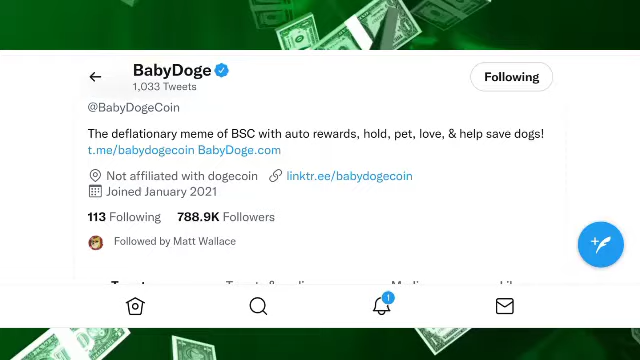 BabyDoge
1,033 Tweets
Following
@BabyDogeCoin
The deflationary meme of BSC with auto rewards, hold, pet, love, & help save dogs!
t.me/babydogecoin BabyDoge.com
Not affiliated with dogecoin linktr.ee/babydogecoin
Joined January 2021
113 Following 788.9K Followers
Followed by Matt Wallace
1